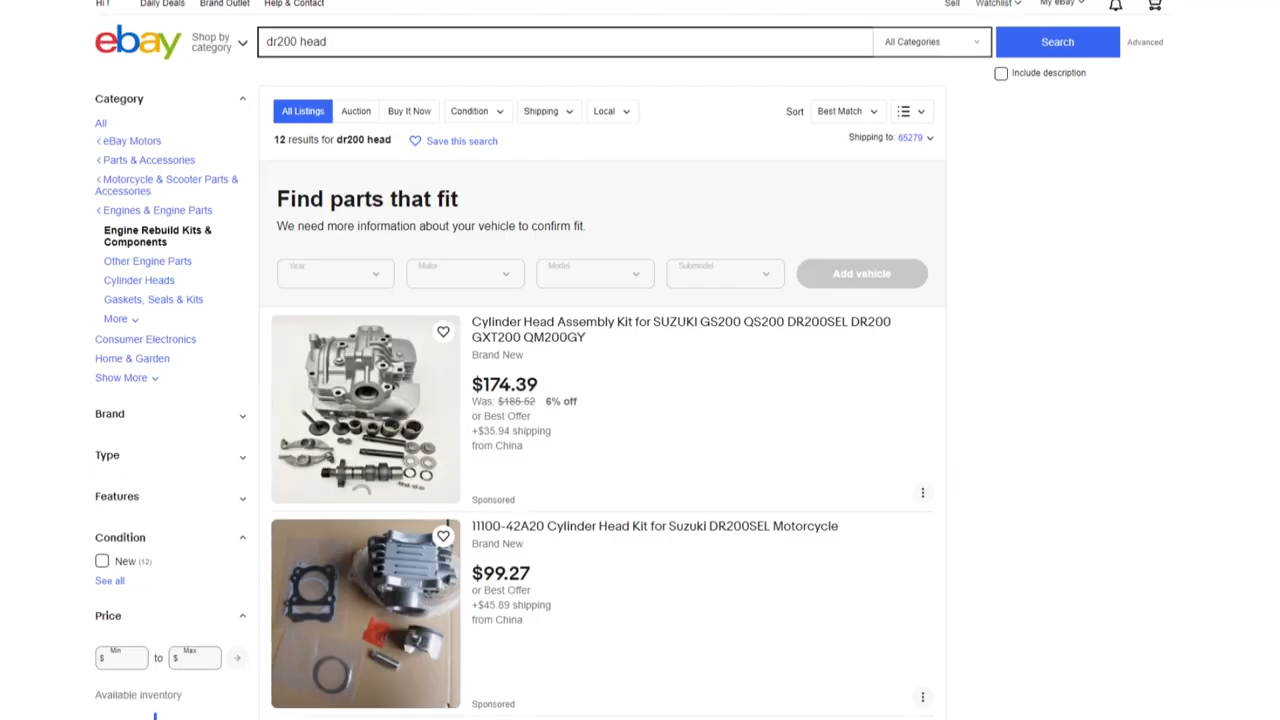 Hi !
Daily Deals
Brand Outlet
Help & Contact
Sell
Watchlist
My eBay
ebay
Shop by
category
dr200 head
All Categories
Search
Advanced
Include description
Category
All
eBay Motors
Parts & Accessories
Motorcycle & Scooter Parts &
Accessories
Engines & Engine Parts
Engine Rebuild Kits &
Components
Other Engine Parts
Cylinder Heads
Gaskets, Seals & Kits
More
Consumer Electronics
Home & Garden
Show More
Brand
Type
Features
Condition
New (12)
See all
Price
Min
$
to
Max
$
Available inventory
All Listings
Auction
Buy It Now
Condition
Shipping
Local
Sort
Best Match
12 results for dr200 head
Save this search
Shipping to: 65279
Find parts that fit
We need more information about your vehicle to confirm fit.
Year
Make
Model
Submodel
Add vehicle
Cylinder Head Assembly Kit for SUZUKI GS200 QS200 DR200SEL DR200
GXT200 QM200GY
Brand New
$174.39
Was: $185.52 6% off
or Best Offer
+$35.94 shipping
from China
Sponsored
11100-42A20 Cylinder Head Kit for Suzuki DR200SEL Motorcycle
Brand New
$99.27
or Best Offer
+$45.89 shipping
from China
Sponsored